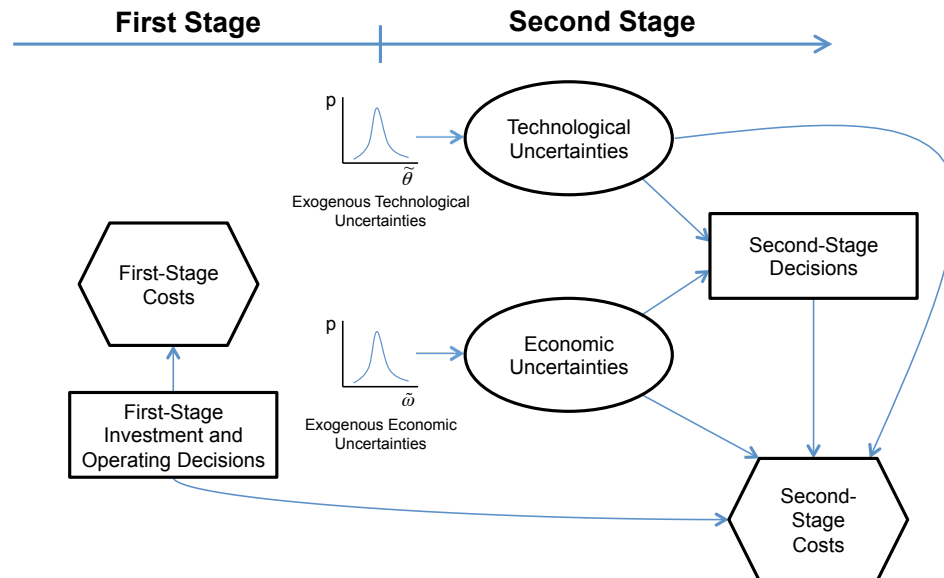 First Stage
Second Stage
p
θ̃
Exogenous Technological
Uncertainties
Technological
Uncertainties
Second-Stage
Decisions
First-Stage
Costs
p
ω̃
Exogenous Economic
Uncertainties
Economic
Uncertainties
First-Stage
Investment and
Operating Decisions
Second-
Stage
Costs